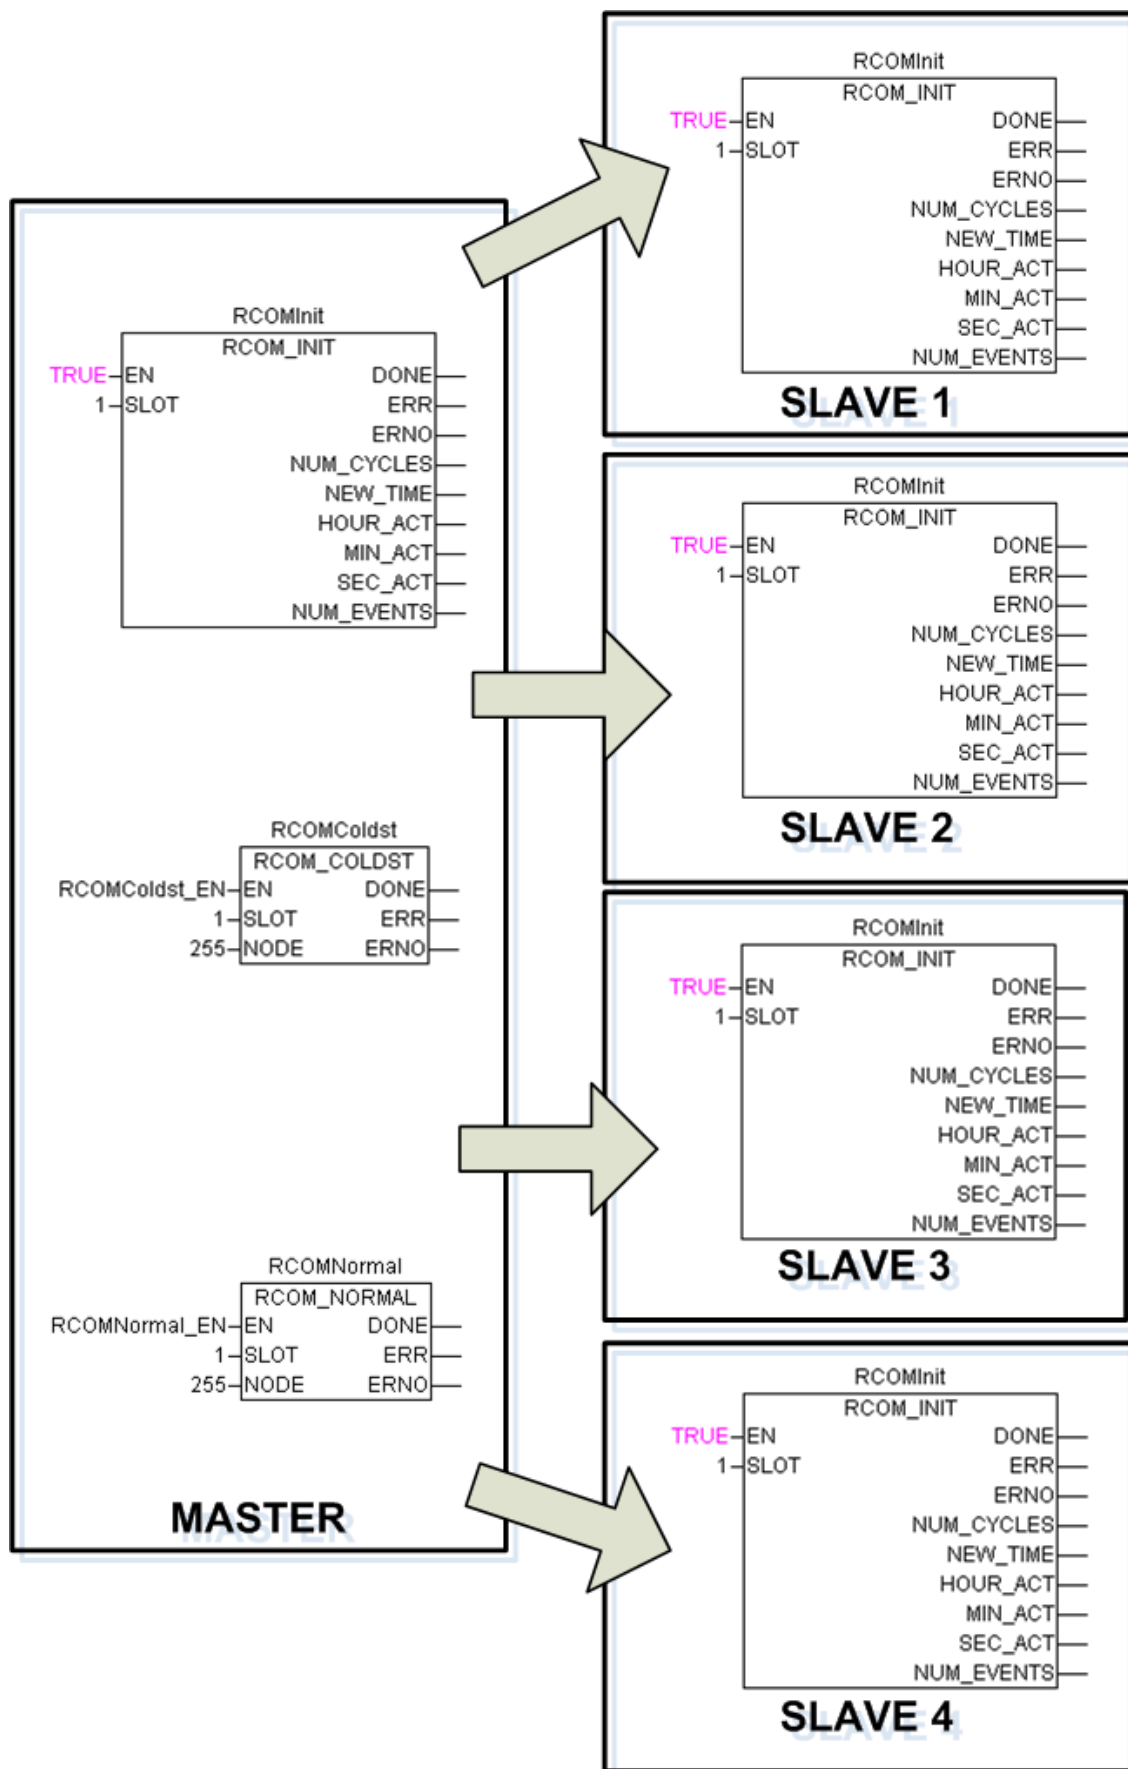 RCOMInit
RCOM_INIT
TRUE EN DONE
1 SLOT ERR
ERNO
NUM_CYCLES
NEW_TIME
HOUR_ACT
MIN_ACT
SEC_ACT
NUM_EVENTS
RCOMColdst
RCOM_COLDST
RCOMColdst_EN EN DONE
1 SLOT ERR
255 NODE ERNO
RCOMNormal
RCOM_NORMAL
RCOMNormal_EN EN DONE
1 SLOT ERR
255 NODE ERNO
MASTER
RCOMInit
RCOM_INIT
TRUE EN DONE
1 SLOT ERR
ERNO
NUM_CYCLES
NEW_TIME
HOUR_ACT
MIN_ACT
SEC_ACT
NUM_EVENTS
SLAVE 1
RCOMInit
RCOM_INIT
TRUE EN DONE
1 SLOT ERR
ERNO
NUM_CYCLES
NEW_TIME
HOUR_ACT
MIN_ACT
SEC_ACT
NUM_EVENTS
SLAVE 2
RCOMInit
RCOM_INIT
TRUE EN DONE
1 SLOT ERR
ERNO
NUM_CYCLES
NEW_TIME
HOUR_ACT
MIN_ACT
SEC_ACT
NUM_EVENTS
SLAVE 3
RCOMInit
RCOM_INIT
TRUE EN DONE
1 SLOT ERR
ERNO
NUM_CYCLES
NEW_TIME
HOUR_ACT
MIN_ACT
SEC_ACT
NUM_EVENTS
SLAVE 4